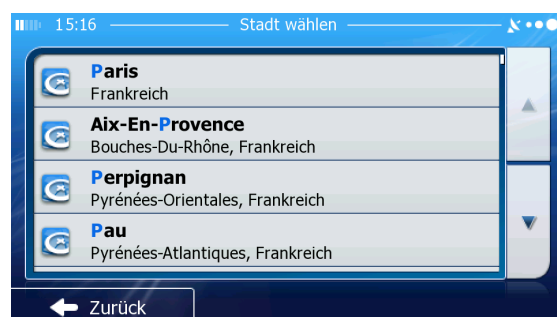 15:16 Stadt wählen
Paris
Frankreich
Aix-En-Provence
Bouches-Du-Rhône, Frankreich
Perpignan
Pyrénées-Orientales, Frankreich
Pau
Pyrénées-Atlantiques, Frankreich
Zurück